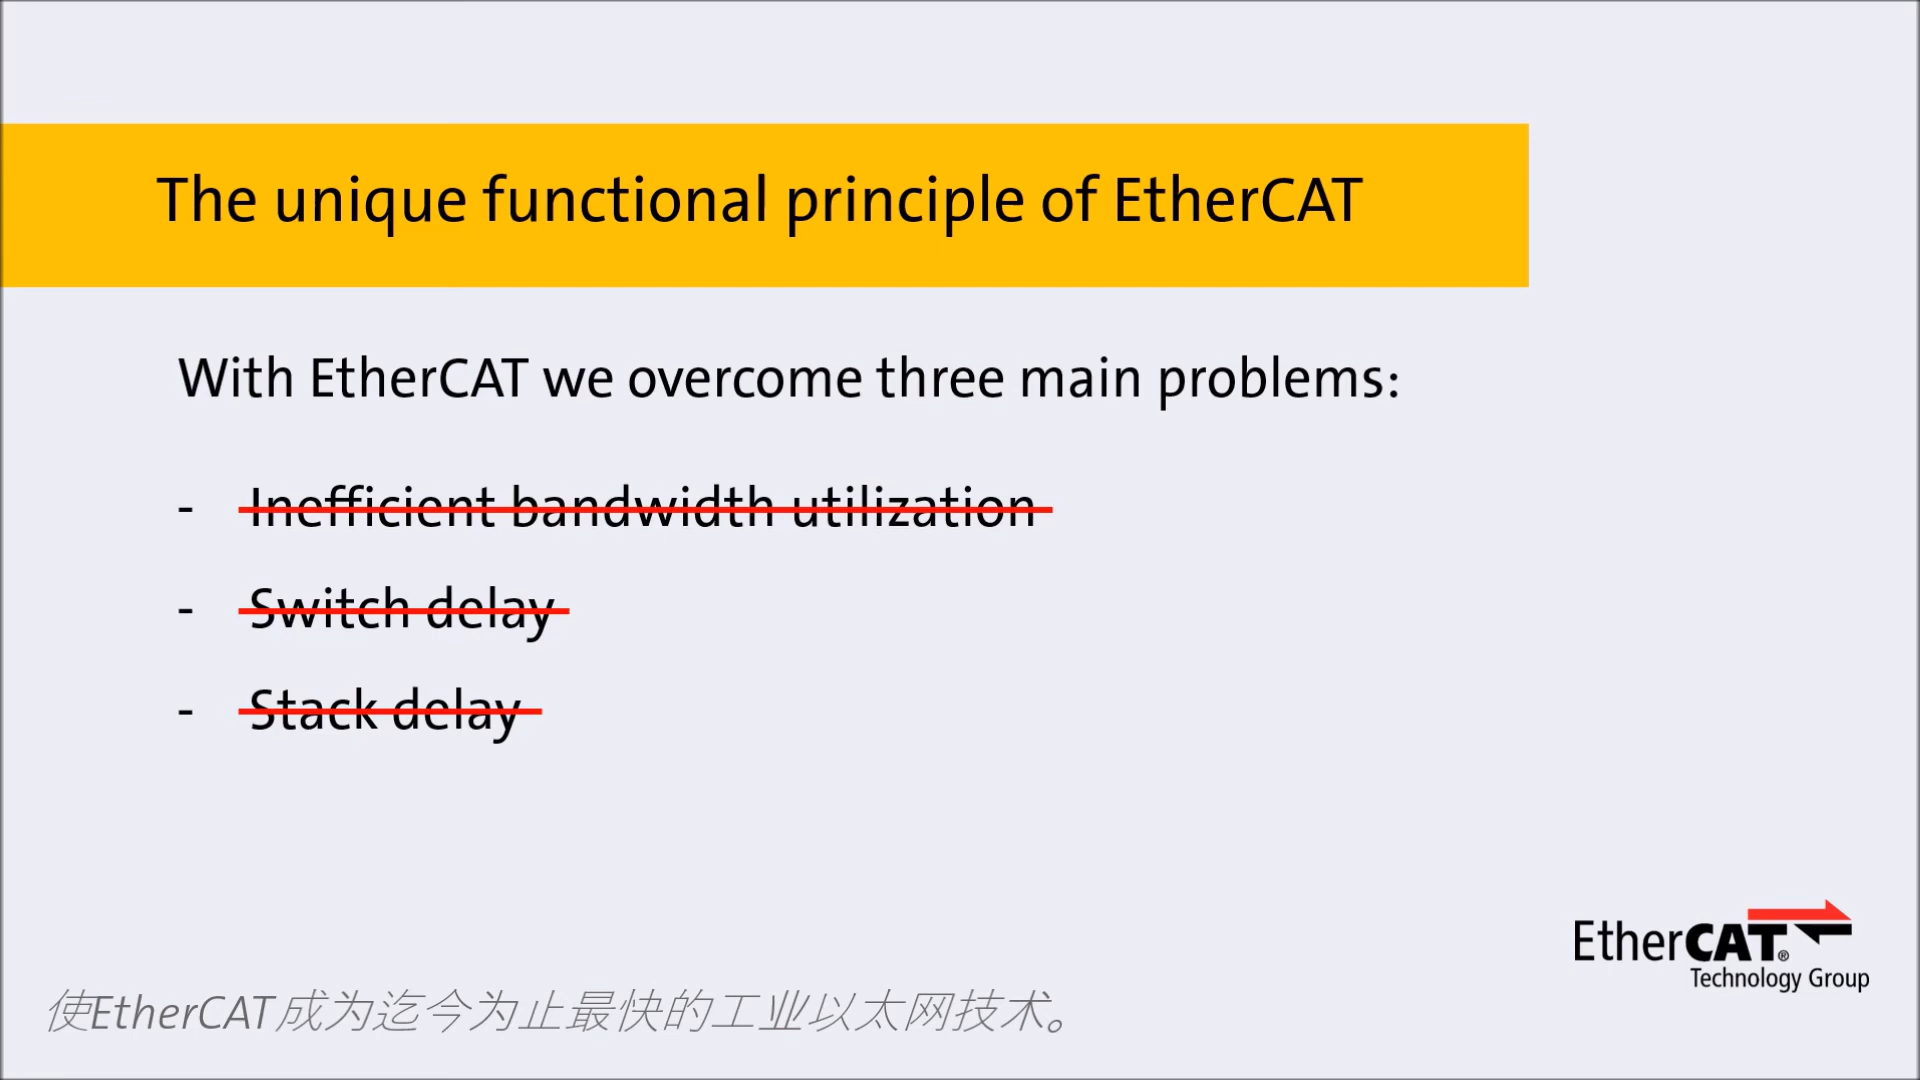 The unique functional principle of EtherCAT
With EtherCAT we overcome three main problems:
- Inefficient bandwidth utilization
- Switch delay
- Stack delay
EtherCAT®
Technology Group
使EtherCAT成为迄今为止最快的工业以太网技术。